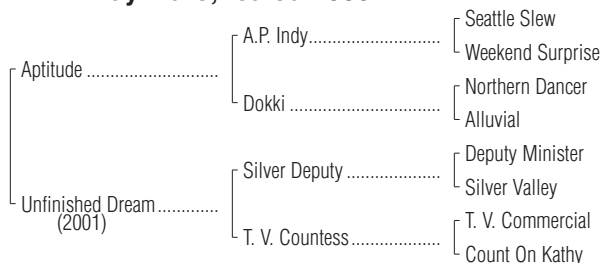 Seattle Slew
A.P. Indy
Weekend Surprise
Aptitude
Northern Dancer
Dokki
Alluvial
Deputy Minister
Silver Deputy
Silver Valley
Unfinished Dream
(2001)
T. V. Commercial
T. V. Countess
Count On Kathy